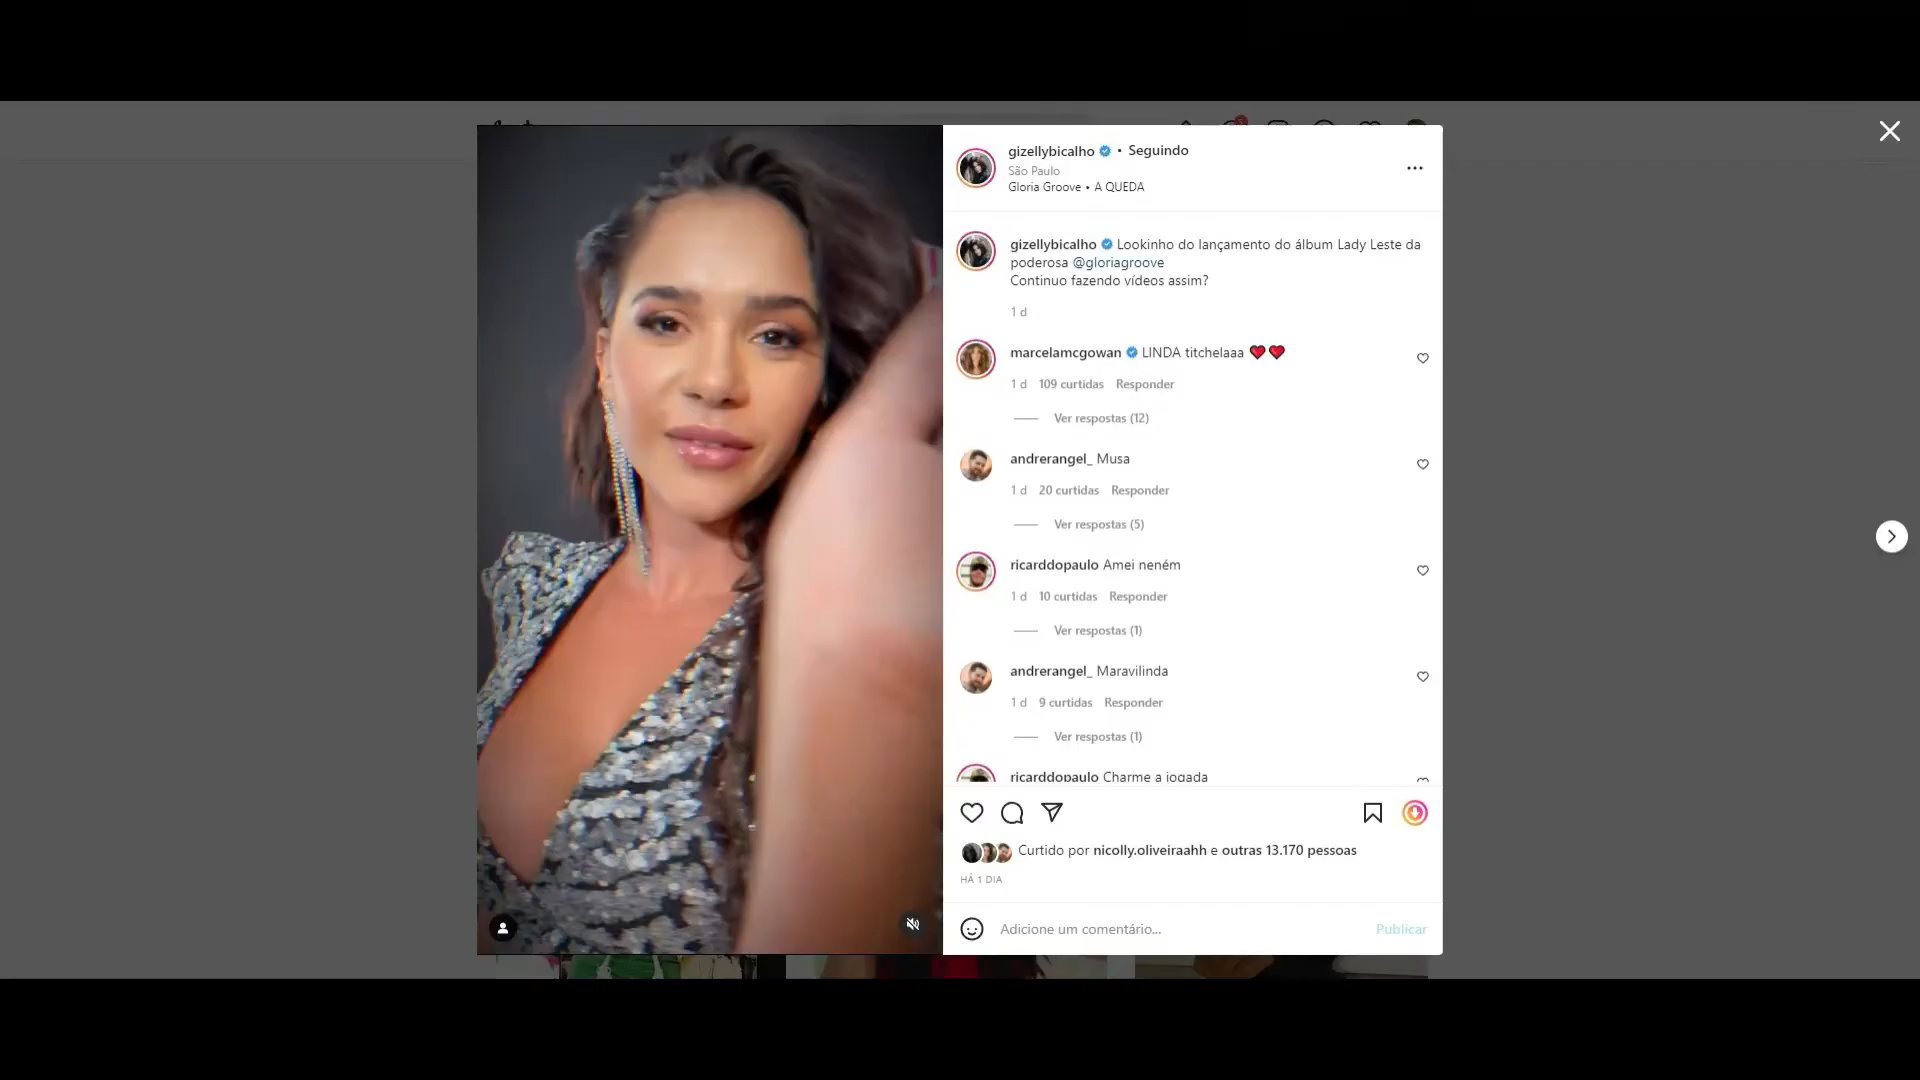 gizellybicalho • Seguindo
São Paulo
Gloria Groove • A QUEDA
gizellybicalho Lookinho do lançamento do álbum Lady Leste da
poderosa @gloriagroove
Continuo fazendo vídeos assim?
1 d
marcelamcgowan LINDA titchelaaa ❤️❤️
1 d 109 curtidas Responder
Ver respostas (12)
andrerangel_ Musa
1 d 20 curtidas Responder
Ver respostas (5)
ricarddopaulo Amei neném
1 d 10 curtidas Responder
Ver respostas (1)
andrerangel_ Maravilinda
1 d 9 curtidas Responder
Ver respostas (1)
ricarddopaulo Charme a jogada
Curtido por nicolly.oliveiraahh e outras 13.170 pessoas
HÁ 1 DIA
Adicione um comentário...
Publicar